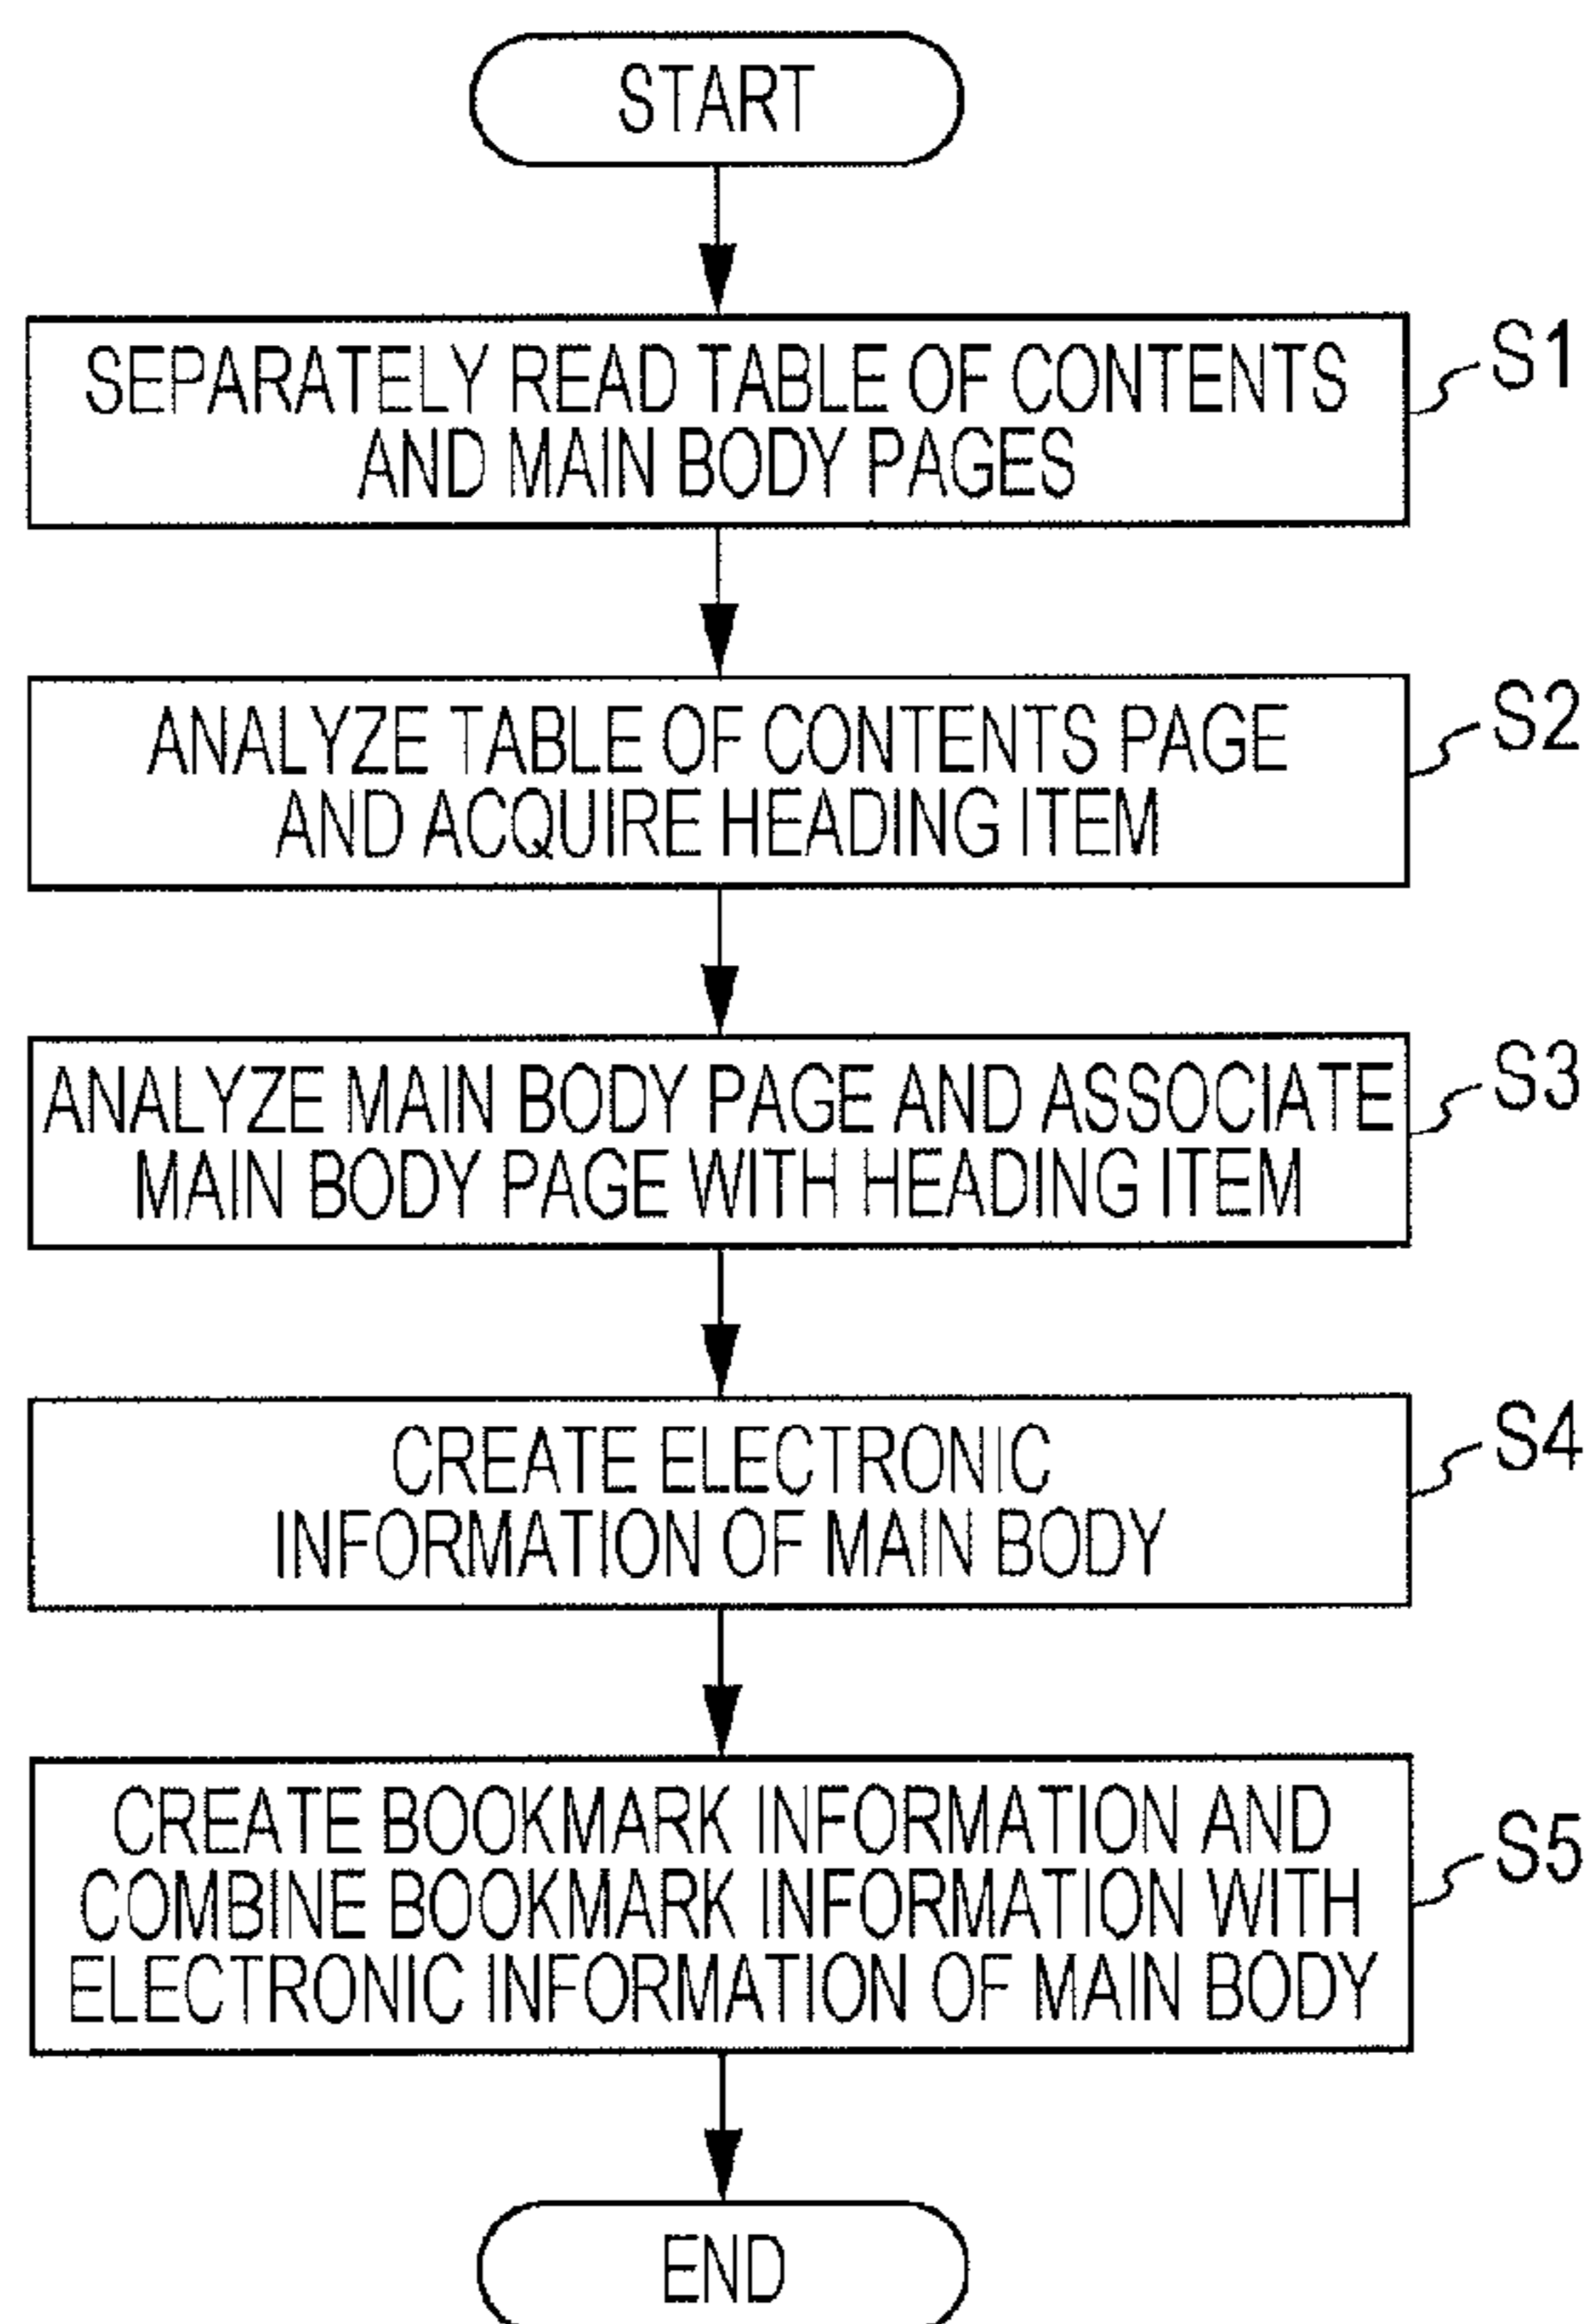 START
SEPARATELY READ TABLE OF CONTENTS
AND MAIN BODY PAGES
S1
ANALYZE TABLE OF CONTENTS PAGE
AND ACQUIRE HEADING ITEM
S2
ANALYZE MAIN BODY PAGE AND ASSOCIATE
MAIN BODY PAGE WITH HEADING ITEM
S3
CREATE ELECTRONIC
INFORMATION OF MAIN BODY
S4
CREATE BOOKMARK INFORMATION AND
COMBINE BOOKMARK INFORMATION WITH
ELECTRONIC INFORMATION OF MAIN BODY
S5
END